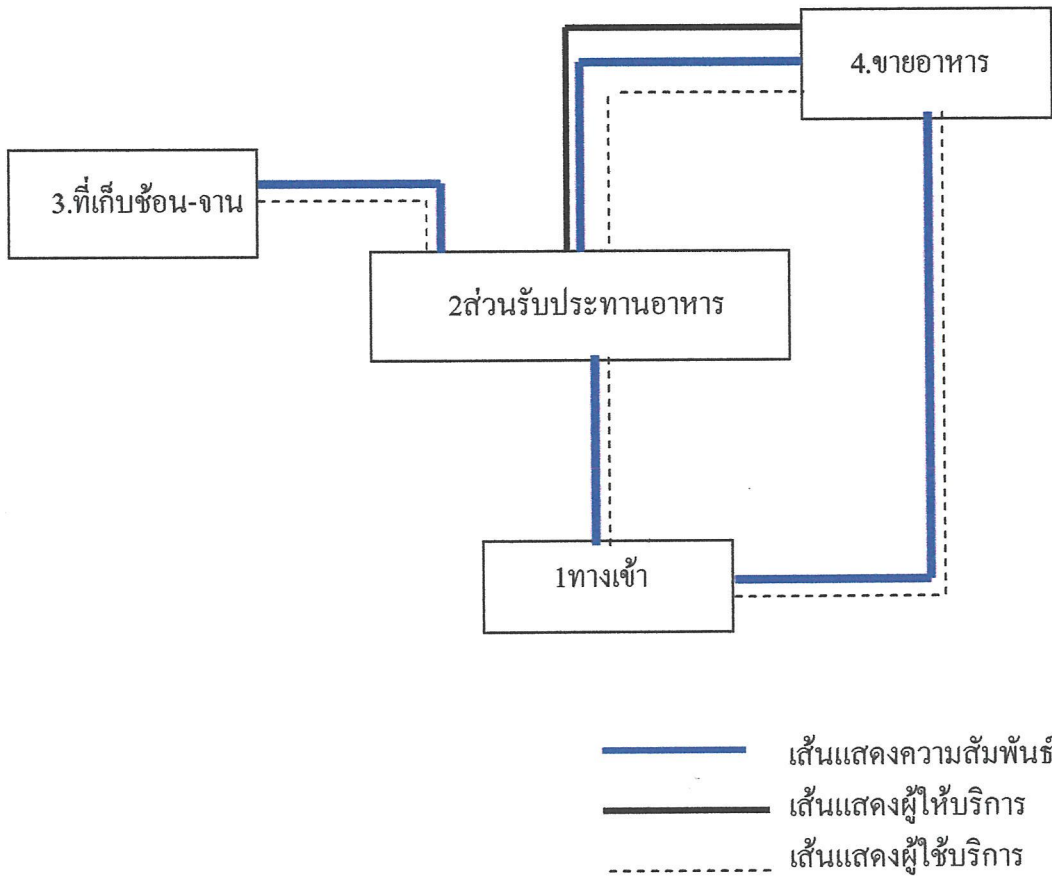 4.ขายอาหาร
3.ที่เก็บช้อน-จาน
2ส่วนรับประทานอาหาร
1ทางเข้า
เส้นแสดงความสัมพันธ์
เส้นแสดงผู้ให้บริการ
เส้นแสดงผู้ใช้บริการ